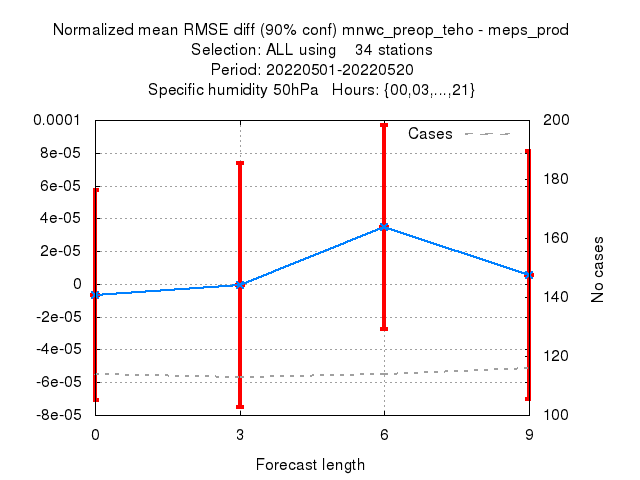 Normalized mean RMSE diff (90% conf) mnwc_preop_teho - meps_prod
Selection: ALL using    34 stations
Period: 20220501-20220520
Specific humidity 50hPa   Hours: {00,03,...,21}
0.0001
8e-05
6e-05
4e-05
2e-05
0
-2e-05
-4e-05
-6e-05
-8e-05
Cases
200
180
160
140
120
100
No cases
0 3 6 9
Forecast length